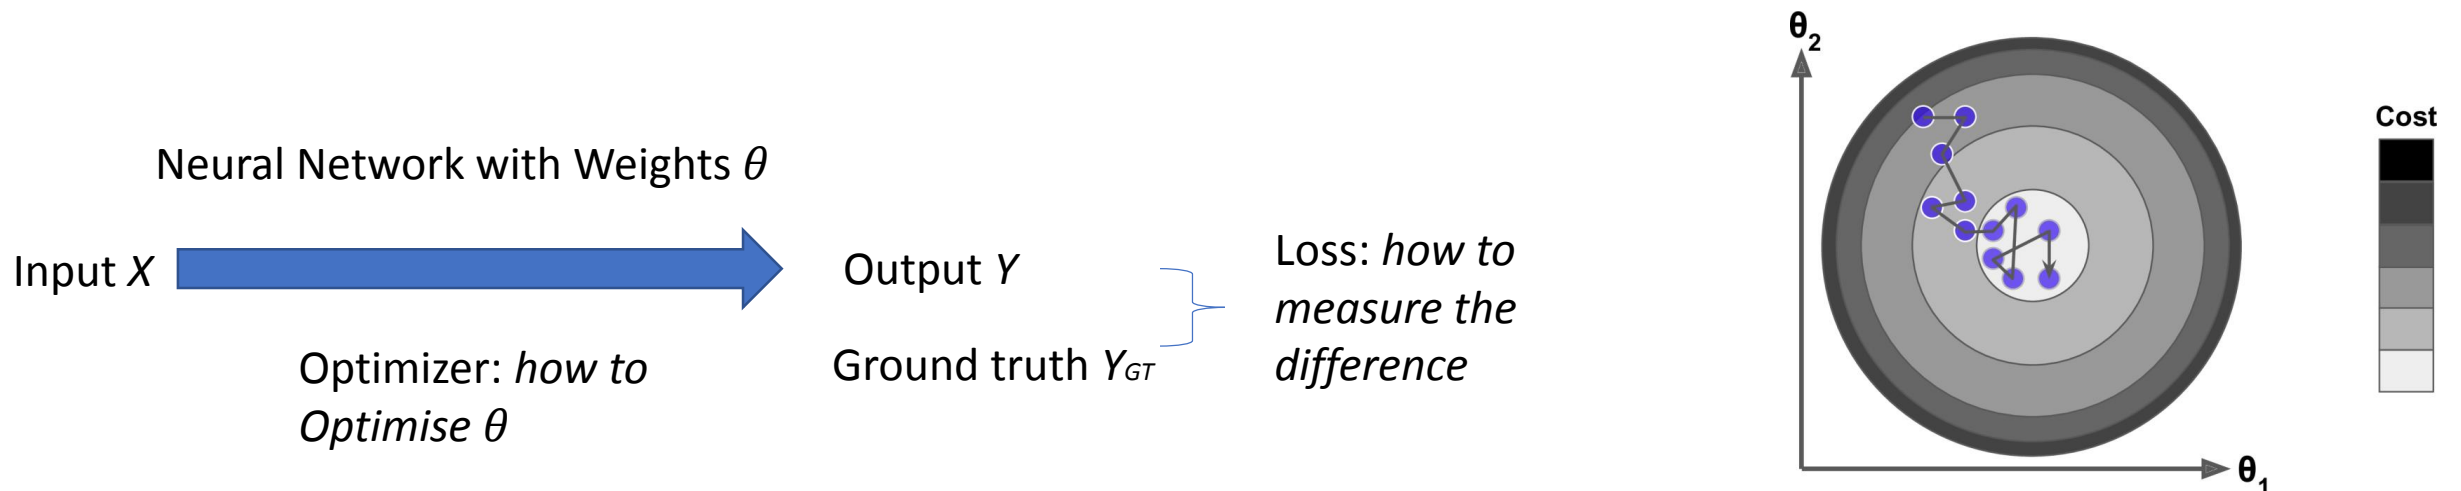 Neural Network with Weights θ
Input X
Output Y
Ground truth Y_GT
Optimizer: how to
Optimise θ
Loss: how to
measure the
difference
θ₂
θ₁
Cost